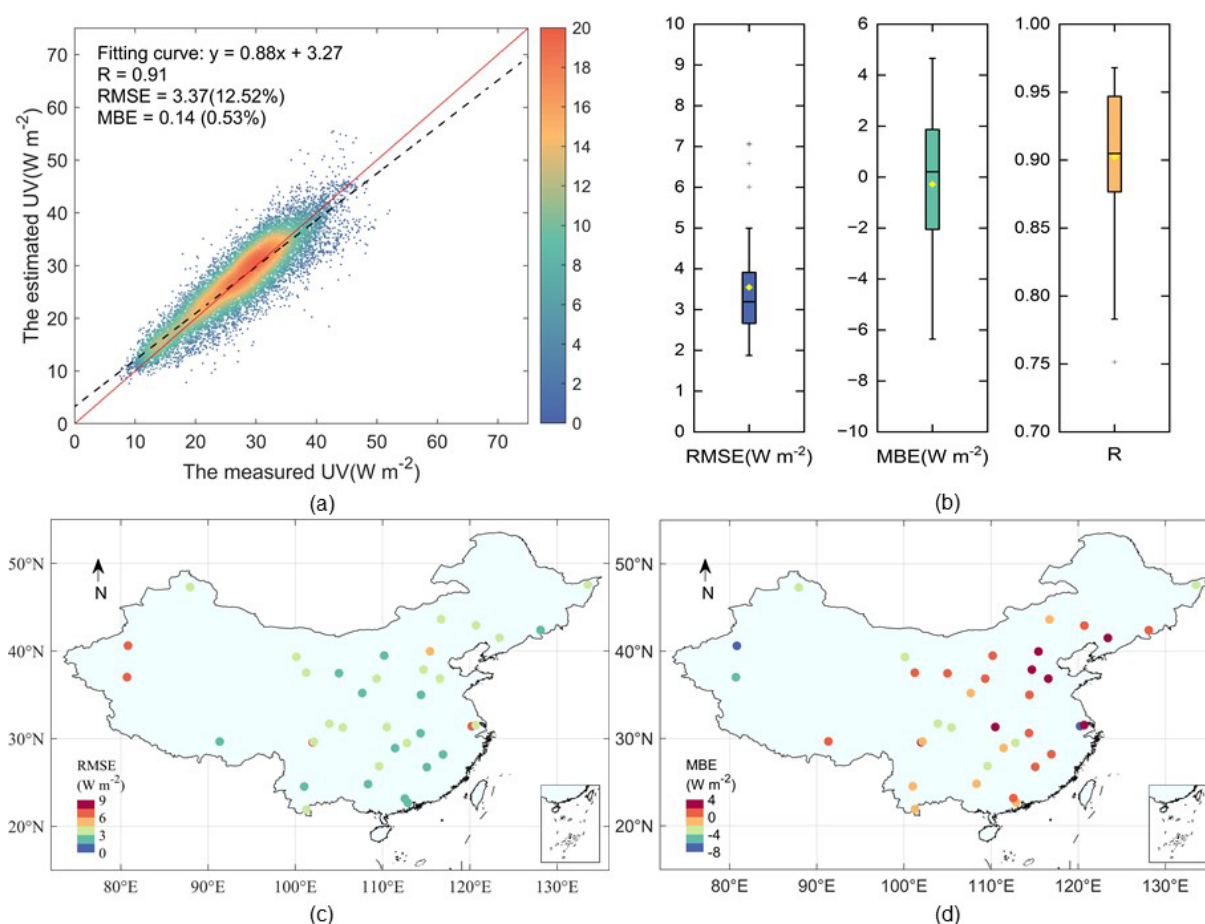 Fitting curve: y = 0.88x + 3.27
R = 0.91
RMSE = 3.37(12.52%)
MBE = 0.14 (0.53%)
The estimated UV(W m-2)
70
60
50
40
30
20
10
0
0 10 20 30 40 50 60 70
The measured UV(W m-2)
20
18
16
14
12
10
8
6
4
2
0
(a)
10
9
8
7
6
5
4
3
2
1
0
RMSE(W m-2)
6
4
2
0
−2
−4
−6
−8
−10
MBE(W m-2)
1.00
0.95
0.90
0.85
0.80
0.75
0.70
R
(b)
50°N
40°N
30°N
20°N
N
RMSE
(W m-2)
9
6
3
0
80°E 90°E 100°E 110°E 120°E 130°E
(c)
50°N
40°N
30°N
20°N
N
MBE
(W m-2)
4
0
-4
-8
80°E 90°E 100°E 110°E 120°E 130°E
(d)